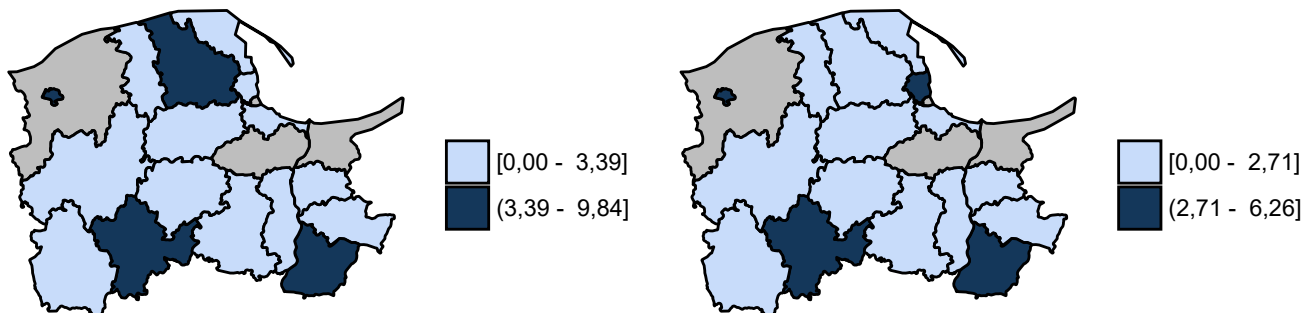 [0,00 - 3,39]
(3,39 - 9,84]
[0,00 - 2,71]
(2,71 - 6,26]